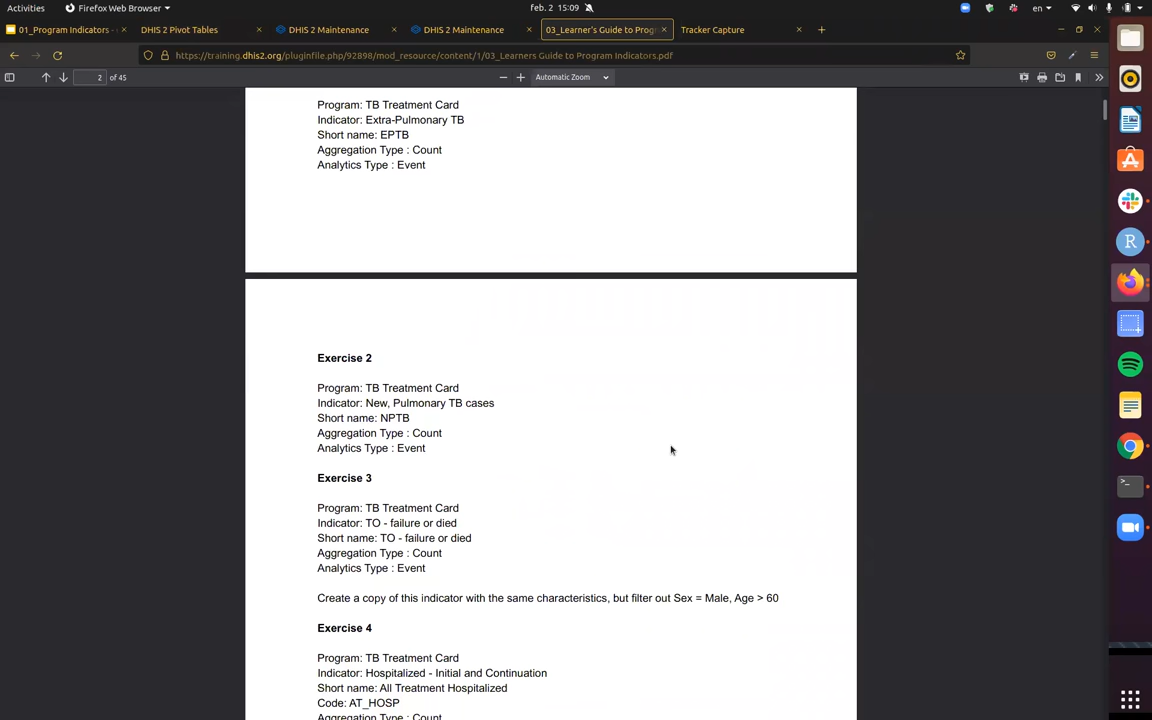 Activities
Firefox Web Browser
feb. 2 15:09
en
01_Program Indicators -
DHIS 2 Pivot Tables
DHIS 2 Maintenance
DHIS 2 Maintenance
03_Learner's Guide to Prog
Tracker Capture
https://training.dhis2.org/pluginfile.php/92898/mod_resource/content/1/03_Learners Guide to Program Indicators.pdf
2 of 45
Automatic Zoom
Program: TB Treatment Card
Indicator: Extra-Pulmonary TB
Short name: EPTB
Aggregation Type : Count
Analytics Type : Event
Exercise 2
Program: TB Treatment Card
Indicator: New, Pulmonary TB cases
Short name: NPTB
Aggregation Type : Count
Analytics Type : Event
Exercise 3
Program: TB Treatment Card
Indicator: TO - failure or died
Short name: TO - failure or died
Aggregation Type : Count
Analytics Type : Event
Create a copy of this indicator with the same characteristics, but filter out Sex = Male, Age > 60
Exercise 4
Program: TB Treatment Card
Indicator: Hospitalized - Initial and Continuation
Short name: All Treatment Hospitalized
Code: AT_HOSP
Aggregation Type : Count